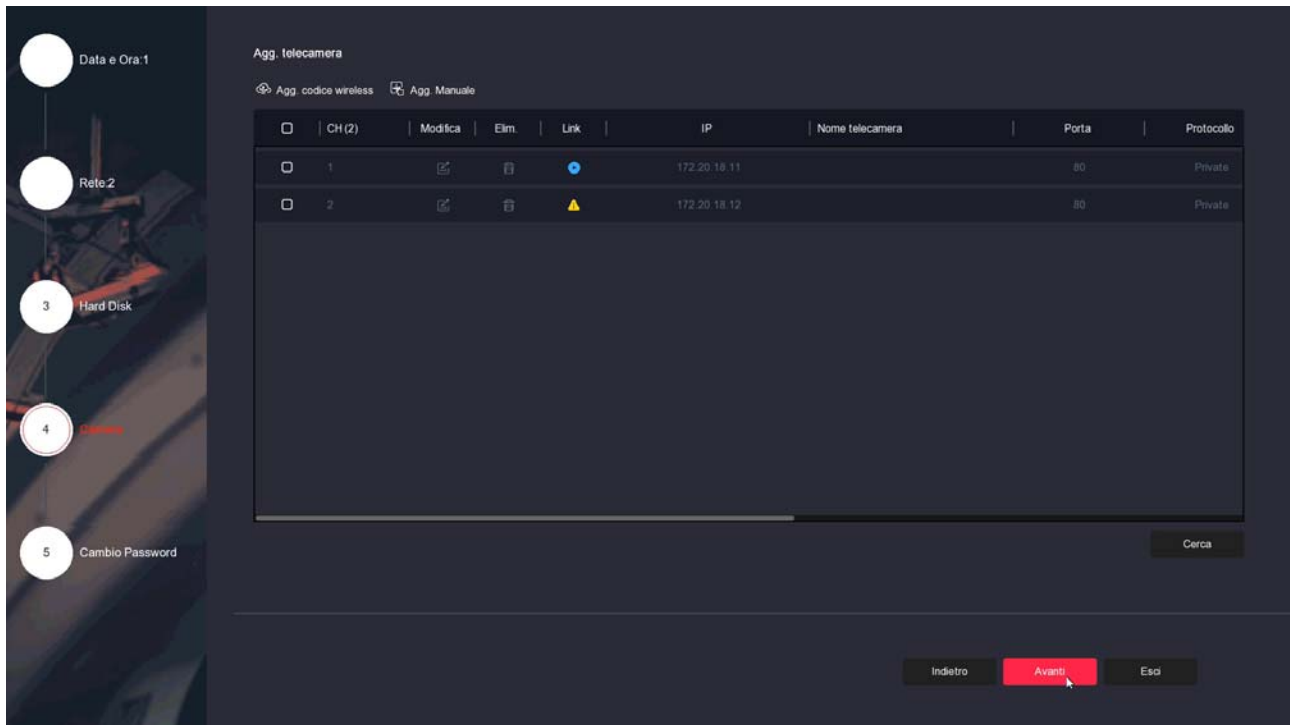 Data e Ora:1
Rete:2
3 Hard Disk
4
5 Cambio Password
Agg. telecamera
Agg. codice wireless Agg. Manuale
CH (2) Modifica Elim. Link IP Nome telecamera Porta Protocollo
1 172.20.18.11 80 Private
2 172.20.18.12 80 Private
Cerca
Indietro Avanti Esci